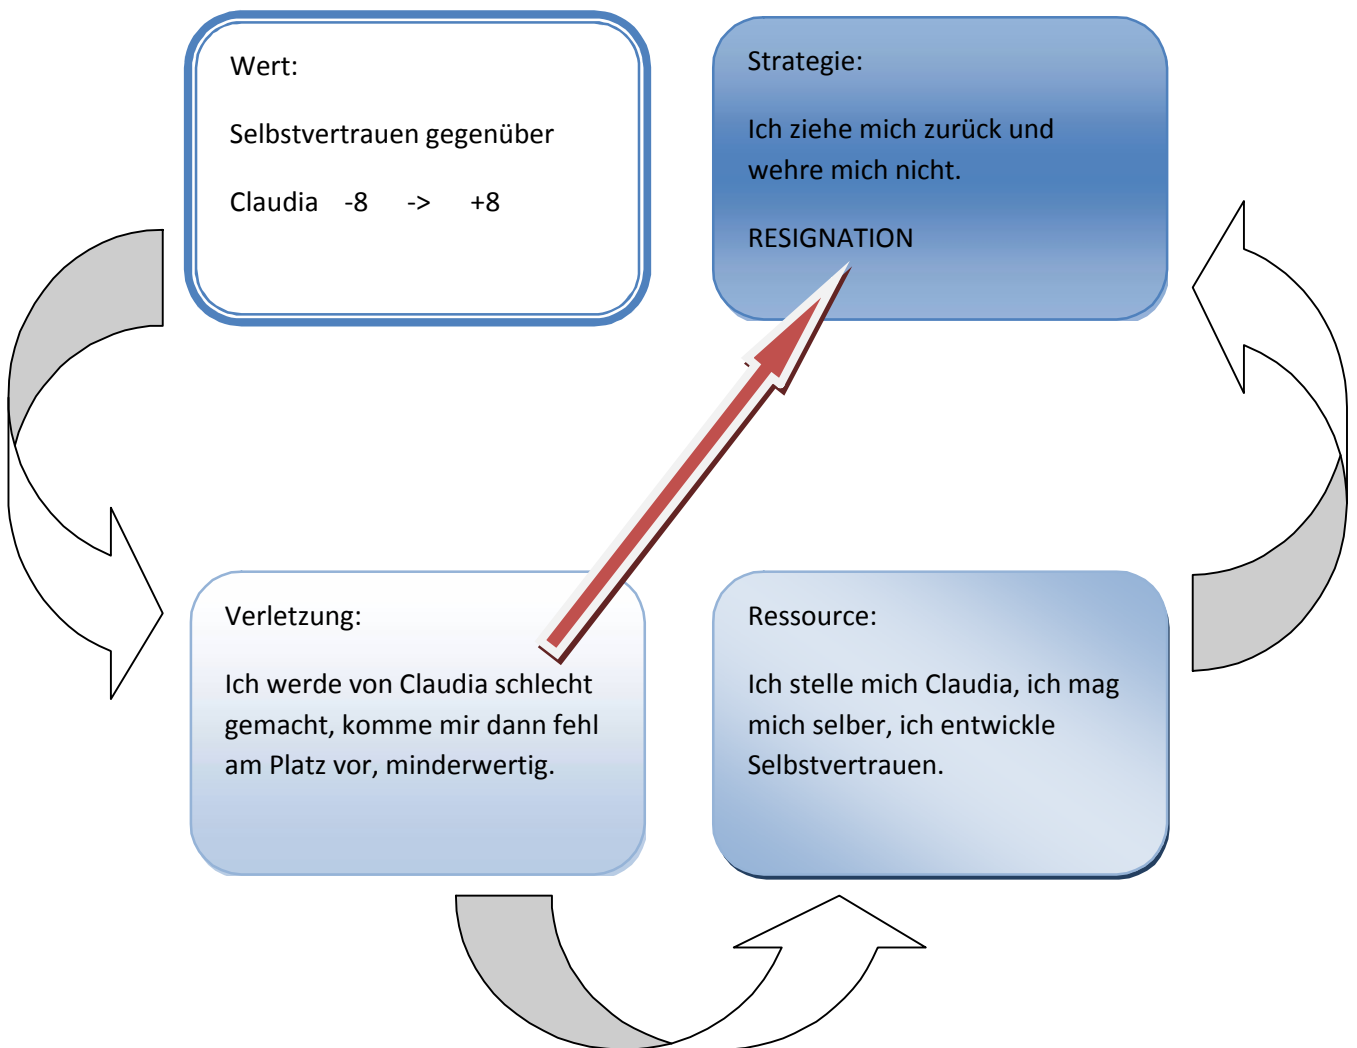 Wert:
Selbstvertrauen gegenüber
Claudia -8 -> +8
Strategie:
Ich ziehe mich zurück und
wehre mich nicht.
RESIGNATION
Verletzung:
Ich werde von Claudia schlecht
gemacht, komme mir dann fehl
am Platz vor, minderwertig.
Ressource:
Ich stelle mich Claudia, ich mag
mich selber, ich entwickle
Selbstvertrauen.